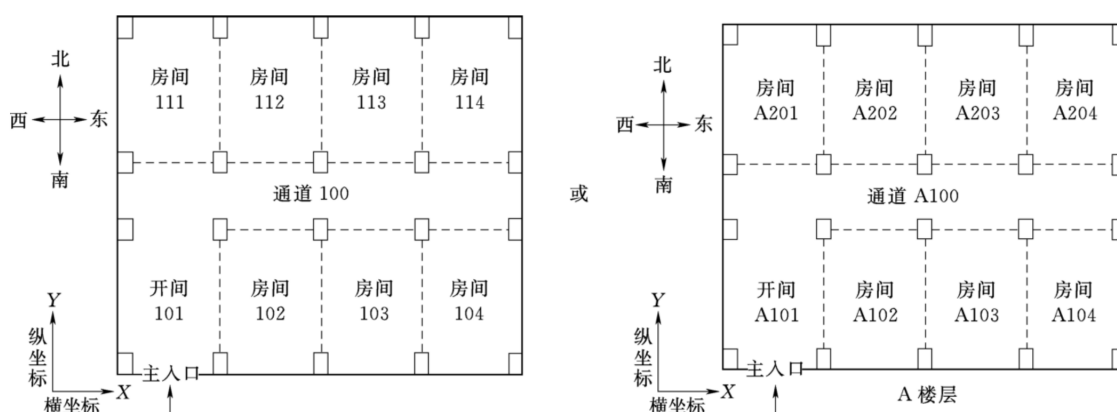 北
西 东
南
房间
111
房间
112
房间
113
房间
114
通道 100
开间
101
房间
102
房间
103
房间
104
Y
纵坐标
X
横坐标
主入口
或
北
西 东
南
房间
A201
房间
A202
房间
A203
房间
A204
通道 A100
开间
A101
房间
A102
房间
A103
房间
A104
Y
纵坐标
X
横坐标
主入口
A 楼层